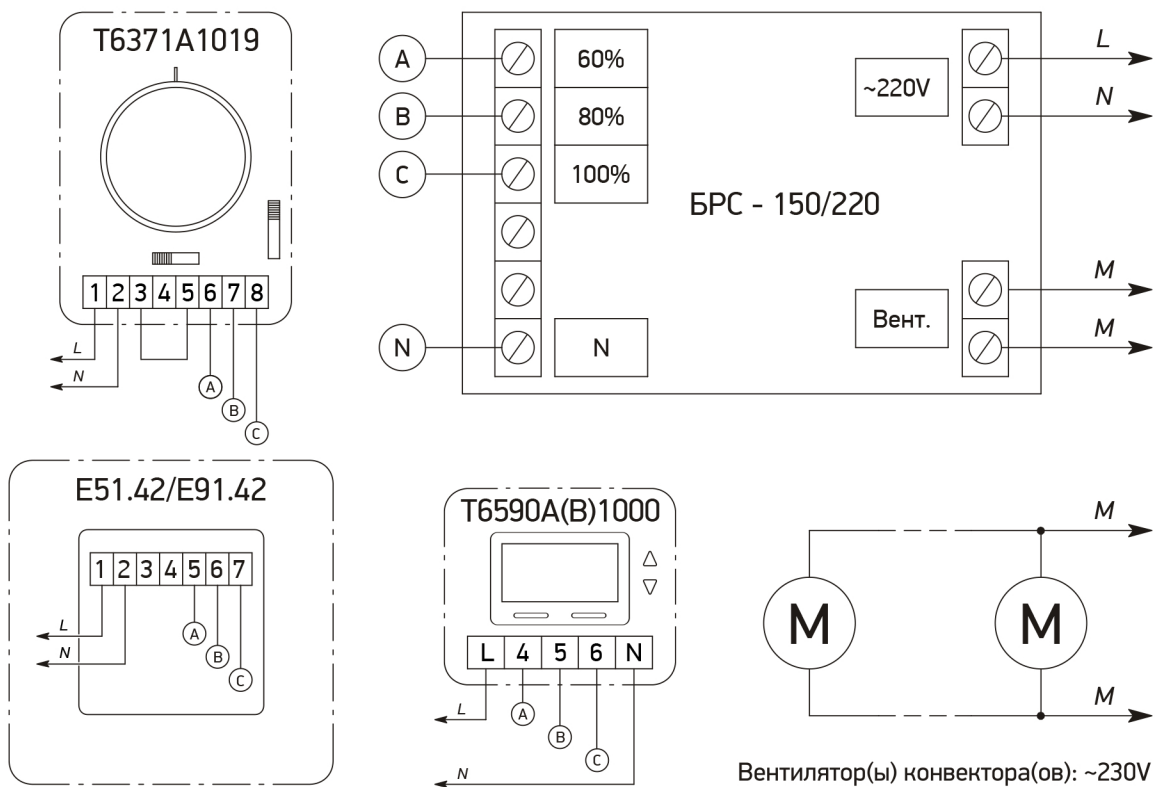 T6371A1019
1 2 3 4 5 6 7 8
L
N
A
B
C
A 60%
B 80%
C 100%
N N
БРС - 150/220
~220V
L
N
Вент.
M
M
E51.42/E91.42
1 2 3 4 5 6 7
L
N
A
B
C
T6590A(B)1000
L 4 5 6 N
L
A
B
C
N
M
M M
M
Вентилятор(ы) конвектора(ов): ~230V